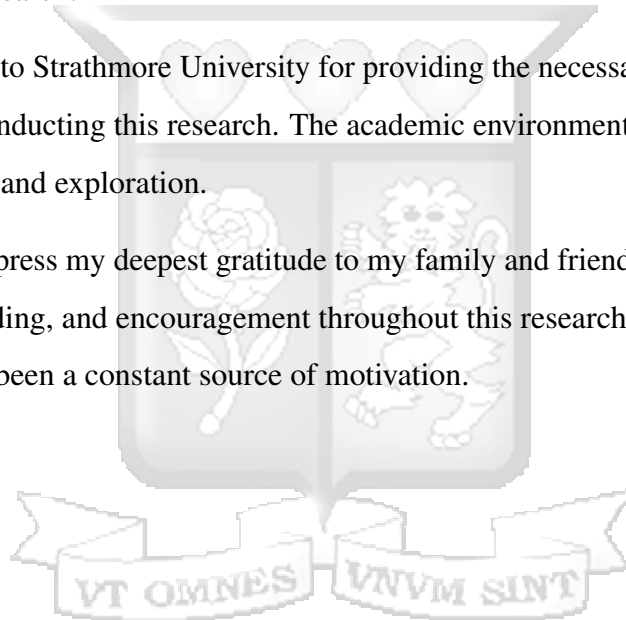 to Strathmore University for providing the necessa
nducting this research. The academic environment
and exploration.
press my deepest gratitude to my family and friend
ding, and encouragement throughout this research
been a constant source of motivation.
VT OMNES VNVM SINT